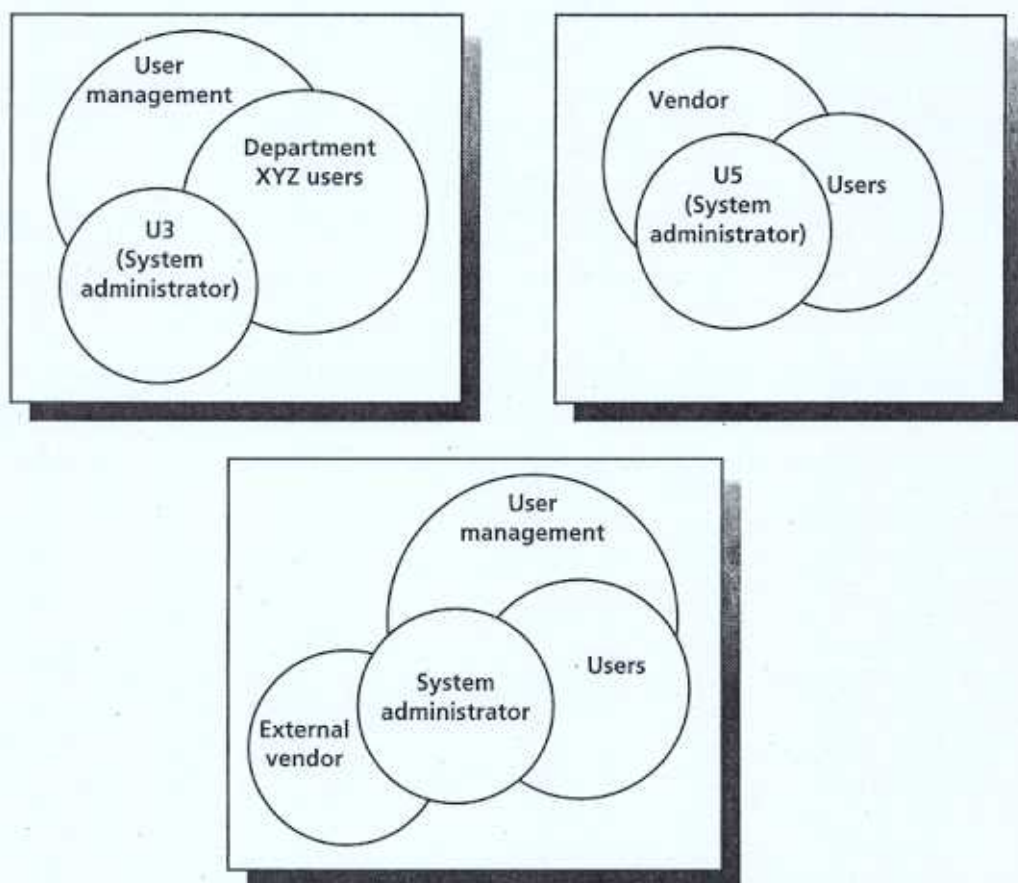 User
management
Department
XYZ users
U3
(System
administrator)
Vendor
U5
(System
administrator)
Users
User
management
Users
System
administrator
External
vendor